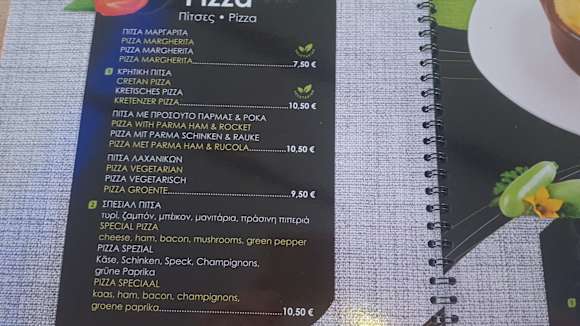 Pizza
Πίτσες • Pizza
ΠΙΤΣΑ ΜΑΡΓΑΡΙΤΑ
PIZZA MARGHERITA
PIZZA MARGHERITA
PIZZA MARGHERITA 7,50 €
1 ΚΡΗΤΙΚΗ ΠΙΤΣΑ
CRETAN PIZZA
KRETISCHES PIZZA
KRETENZER PIZZA 10,50 €
ΠΙΤΣΑ ΜΕ ΠΡΟΣΟΥΤΟ ΠΑΡΜΑΣ & ΡΟΚΑ
PIZZA WITH PARMA HAM & ROCKET
PIZZA MIT PARMA SCHINKEN & RAUKE
PIZZA MET PARMA HAM & RUCOLA 10,50 €
ΠΙΤΣΑ ΛΑΧΑΝΙΚΩΝ
PIZZA VEGETARIAN
PIZZA VEGETARISCH
PIZZA GROENTE 9,50 €
2 ΣΠΕΣΙΑΛ ΠΙΤΣΑ
τυρί, ζαμπόν, μπέικον, μανιτάρια, πράσινη πιπεριά
SPECIAL PIZZA
cheese, ham, bacon, mushrooms, green pepper
PIZZA SPEZIAL
Käse, Schinken, Speck, Champignons,
grüne Paprika
PIZZA SPECIAAL
kaas, ham, bacon, champignons,
groene paprika 10,50 €